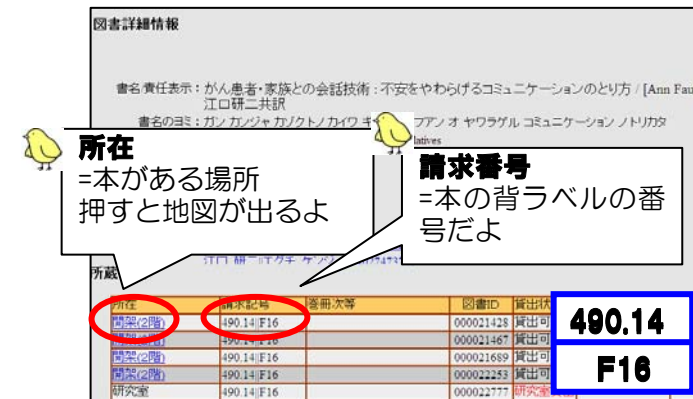 図書詳細情報
書名責任表示：がん患者・家族との会話技術：不安をやわらげるコミュニケーションのとり方 / [Ann Fau
江口研二共訳
書名のヨミ：ガン カンジャ カゾクト ノ カイワ
フアン オ ヤワラゲル コミュニケーション ノ トリカタ
latives
所在
=本がある場所
押すと地図が出るよ
請求番号
=本の背ラベルの番
号だよ
所蔵
所在 請求記号 巻冊次等 図書ID 貸出状
開架(2階) 490.14||F16 000021428 貸出可
開架(2階) 490.14||F16 000021467 貸出可
開架(2階) 490.14||F16 000021689 貸出可
開架(2階) 490.14||F16 000022253 貸出可
研究室 490.14||F16 000022777 研究室
490.14
F16